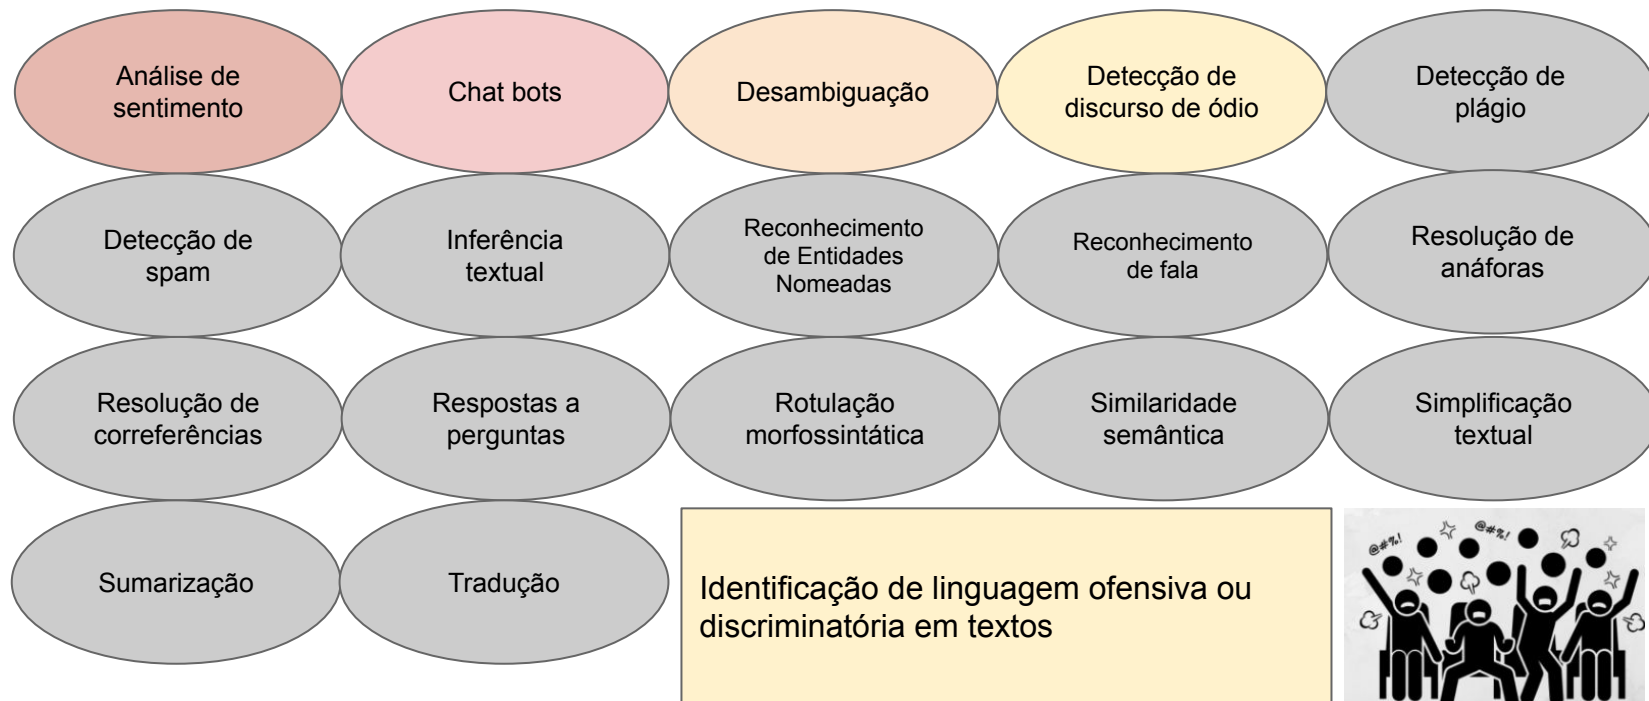 Análise de
sentimento
Chat bots
Desambiguação
Detecção de
discurso de ódio
Detecção de
plágio
Detecção de
spam
Inferência
textual
Reconhecimento
de Entidades
Nomeadas
Reconhecimento
de fala
Resolução de
anáforas
Resolução de
correferências
Respostas a
perguntas
Rotulação
morfossintática
Similaridade
semântica
Simplificação
textual
Sumarização
Tradução
Identificação de linguagem ofensiva ou
discriminatória em textos
@#%!
@#%!